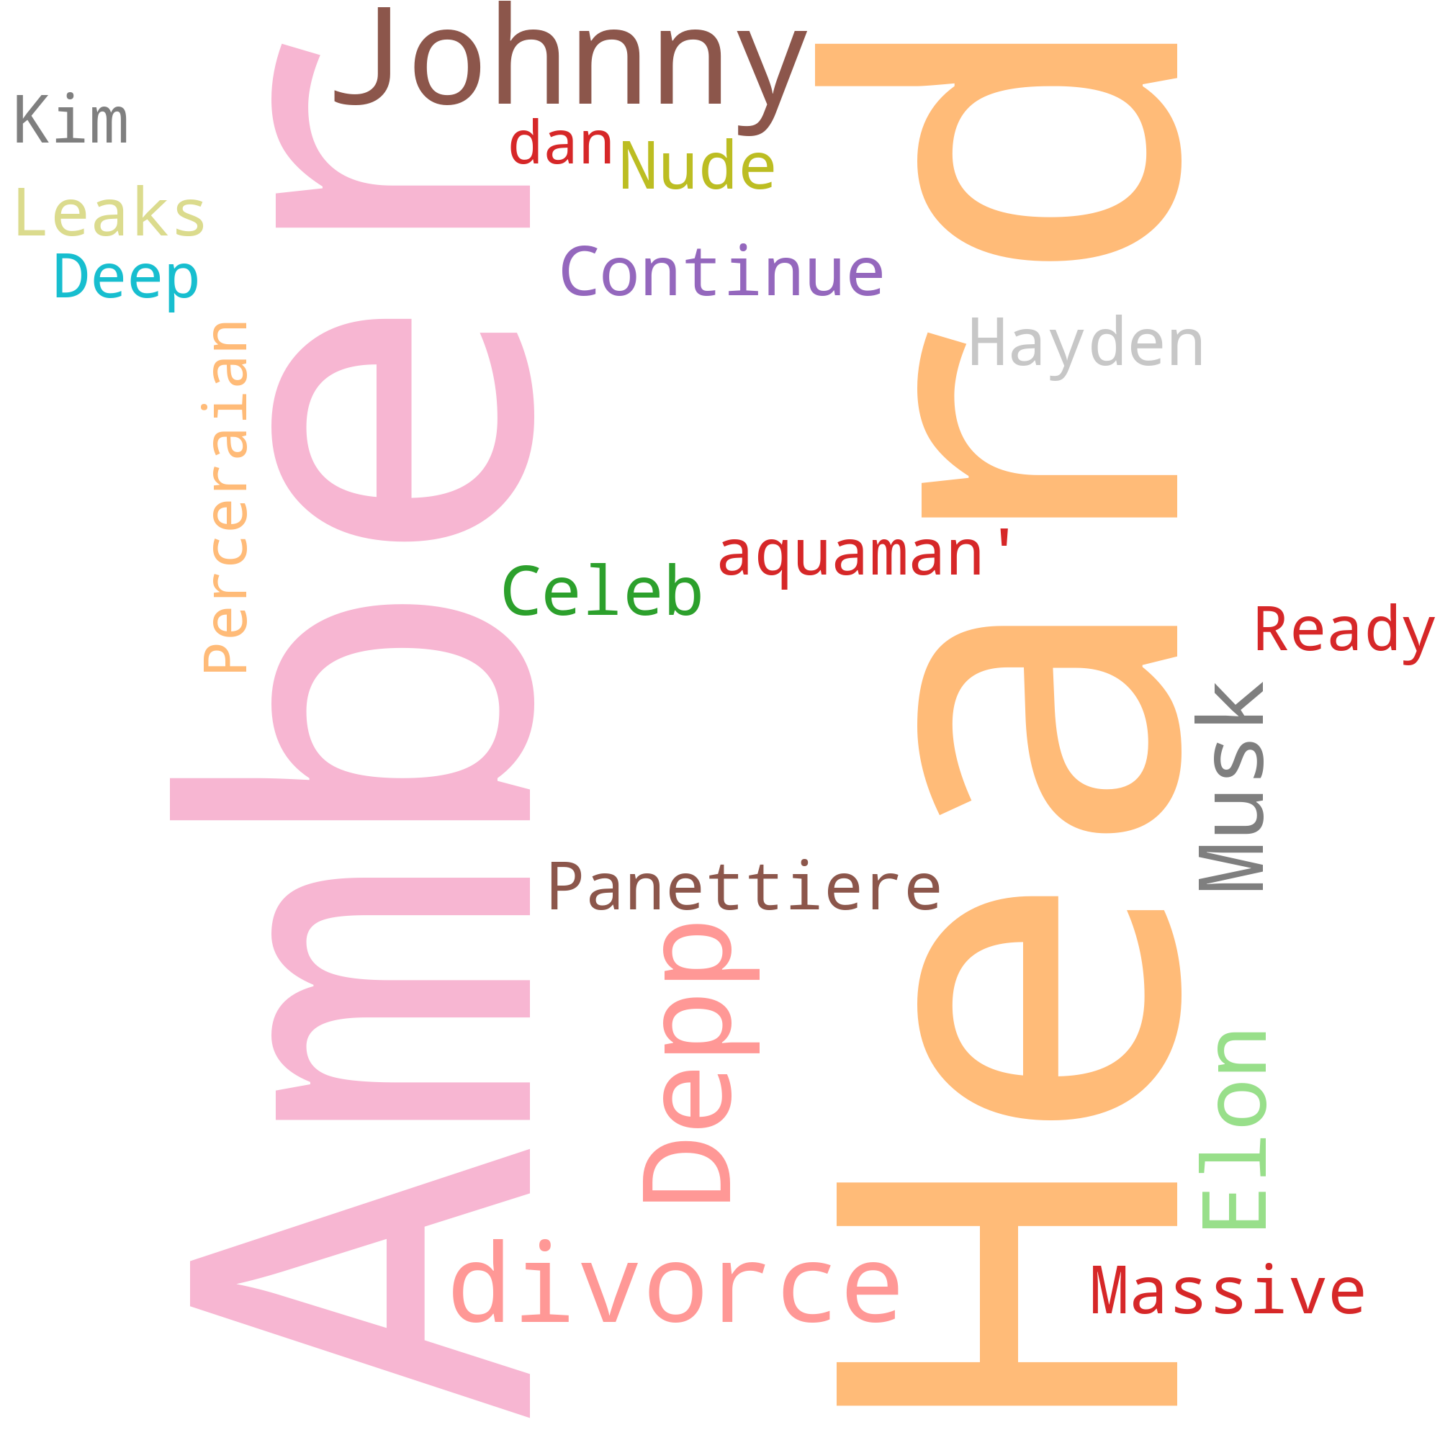 Johnny
Kim
dan
Nude
Leaks
Deep
Continue
Hayden
Perceraian
Amber
Heard
aquaman'
Celeb
Ready
Musk
Panettiere
Depp
Elon
divorce
Massive